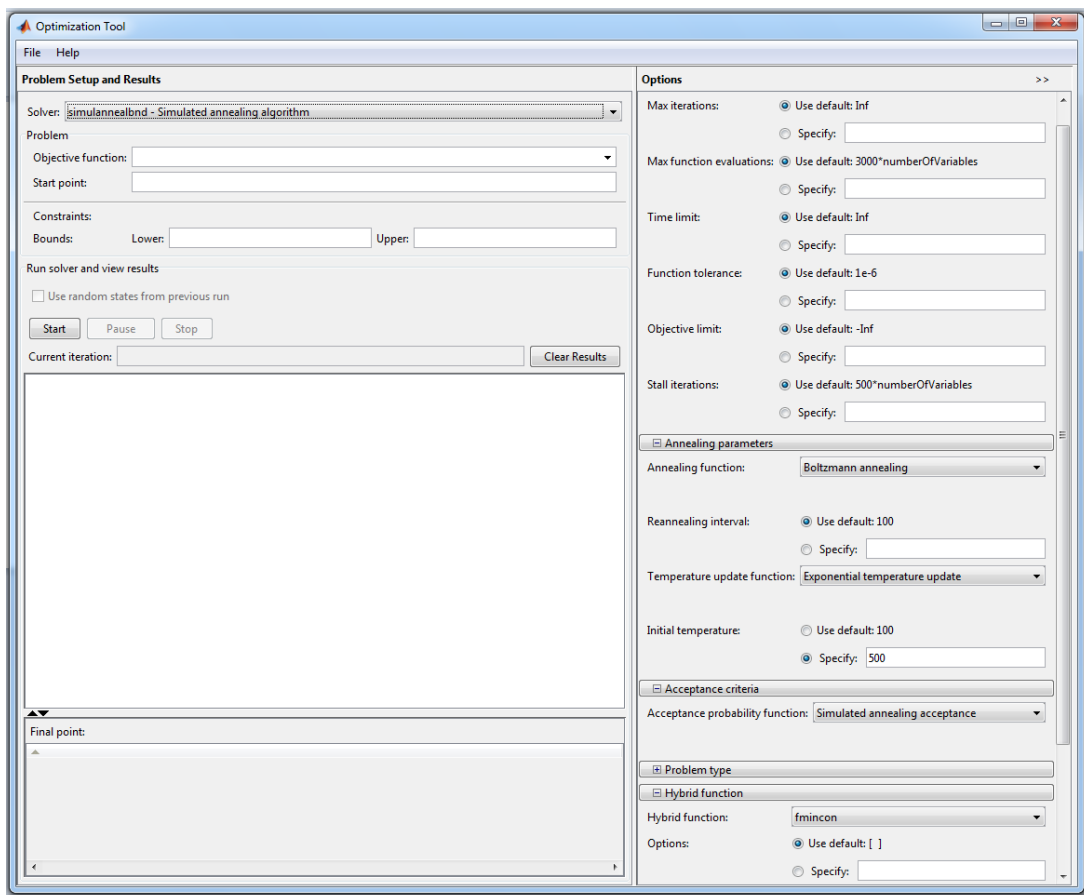 Optimization Tool
File Help
Problem Setup and Results
Solver: simulannealbnd - Simulated annealing algorithm
Problem
Objective function:
Start point:
Constraints:
Bounds: Lower: Upper:
Run solver and view results
Use random states from previous run
Start Pause Stop
Current iteration: Clear Results
Final point:
Options >>
Max iterations: Use default: Inf
Specify:
Max function evaluations: Use default: 3000*numberOfVariables
Specify:
Time limit: Use default: Inf
Specify:
Function tolerance: Use default: 1e-6
Specify:
Objective limit: Use default: -Inf
Specify:
Stall iterations: Use default: 500*numberOfVariables
Specify:
Annealing parameters
Annealing function: Boltzmann annealing
Reannealing interval: Use default: 100
Specify:
Temperature update function: Exponential temperature update
Initial temperature: Use default: 100
Specify: 500
Acceptance criteria
Acceptance probability function: Simulated annealing acceptance
Problem type
Hybrid function
Hybrid function: fmincon
Options: Use default: [ ]
Specify: